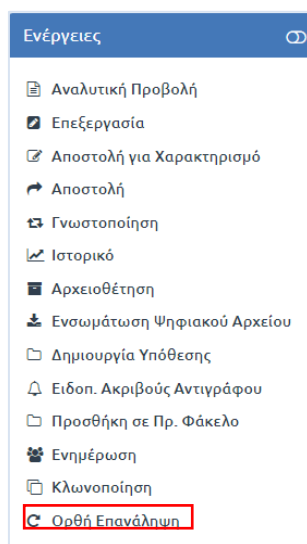 Ενέργειες
Αναλυτική Προβολή
Επεξεργασία
Αποστολή για Χαρακτηρισμό
Αποστολή
Γνωστοποίηση
Ιστορικό
Αρχειοθέτηση
Ενσωμάτωση Ψηφιακού Αρχείου
Δημιουργία Υπόθεσης
Ειδοπ. Ακριβούς Αντιγράφου
Προσθήκη σε Πρ. Φάκελο
Ενημέρωση
Κλωνοποίηση
Ορθή Επανάληψη